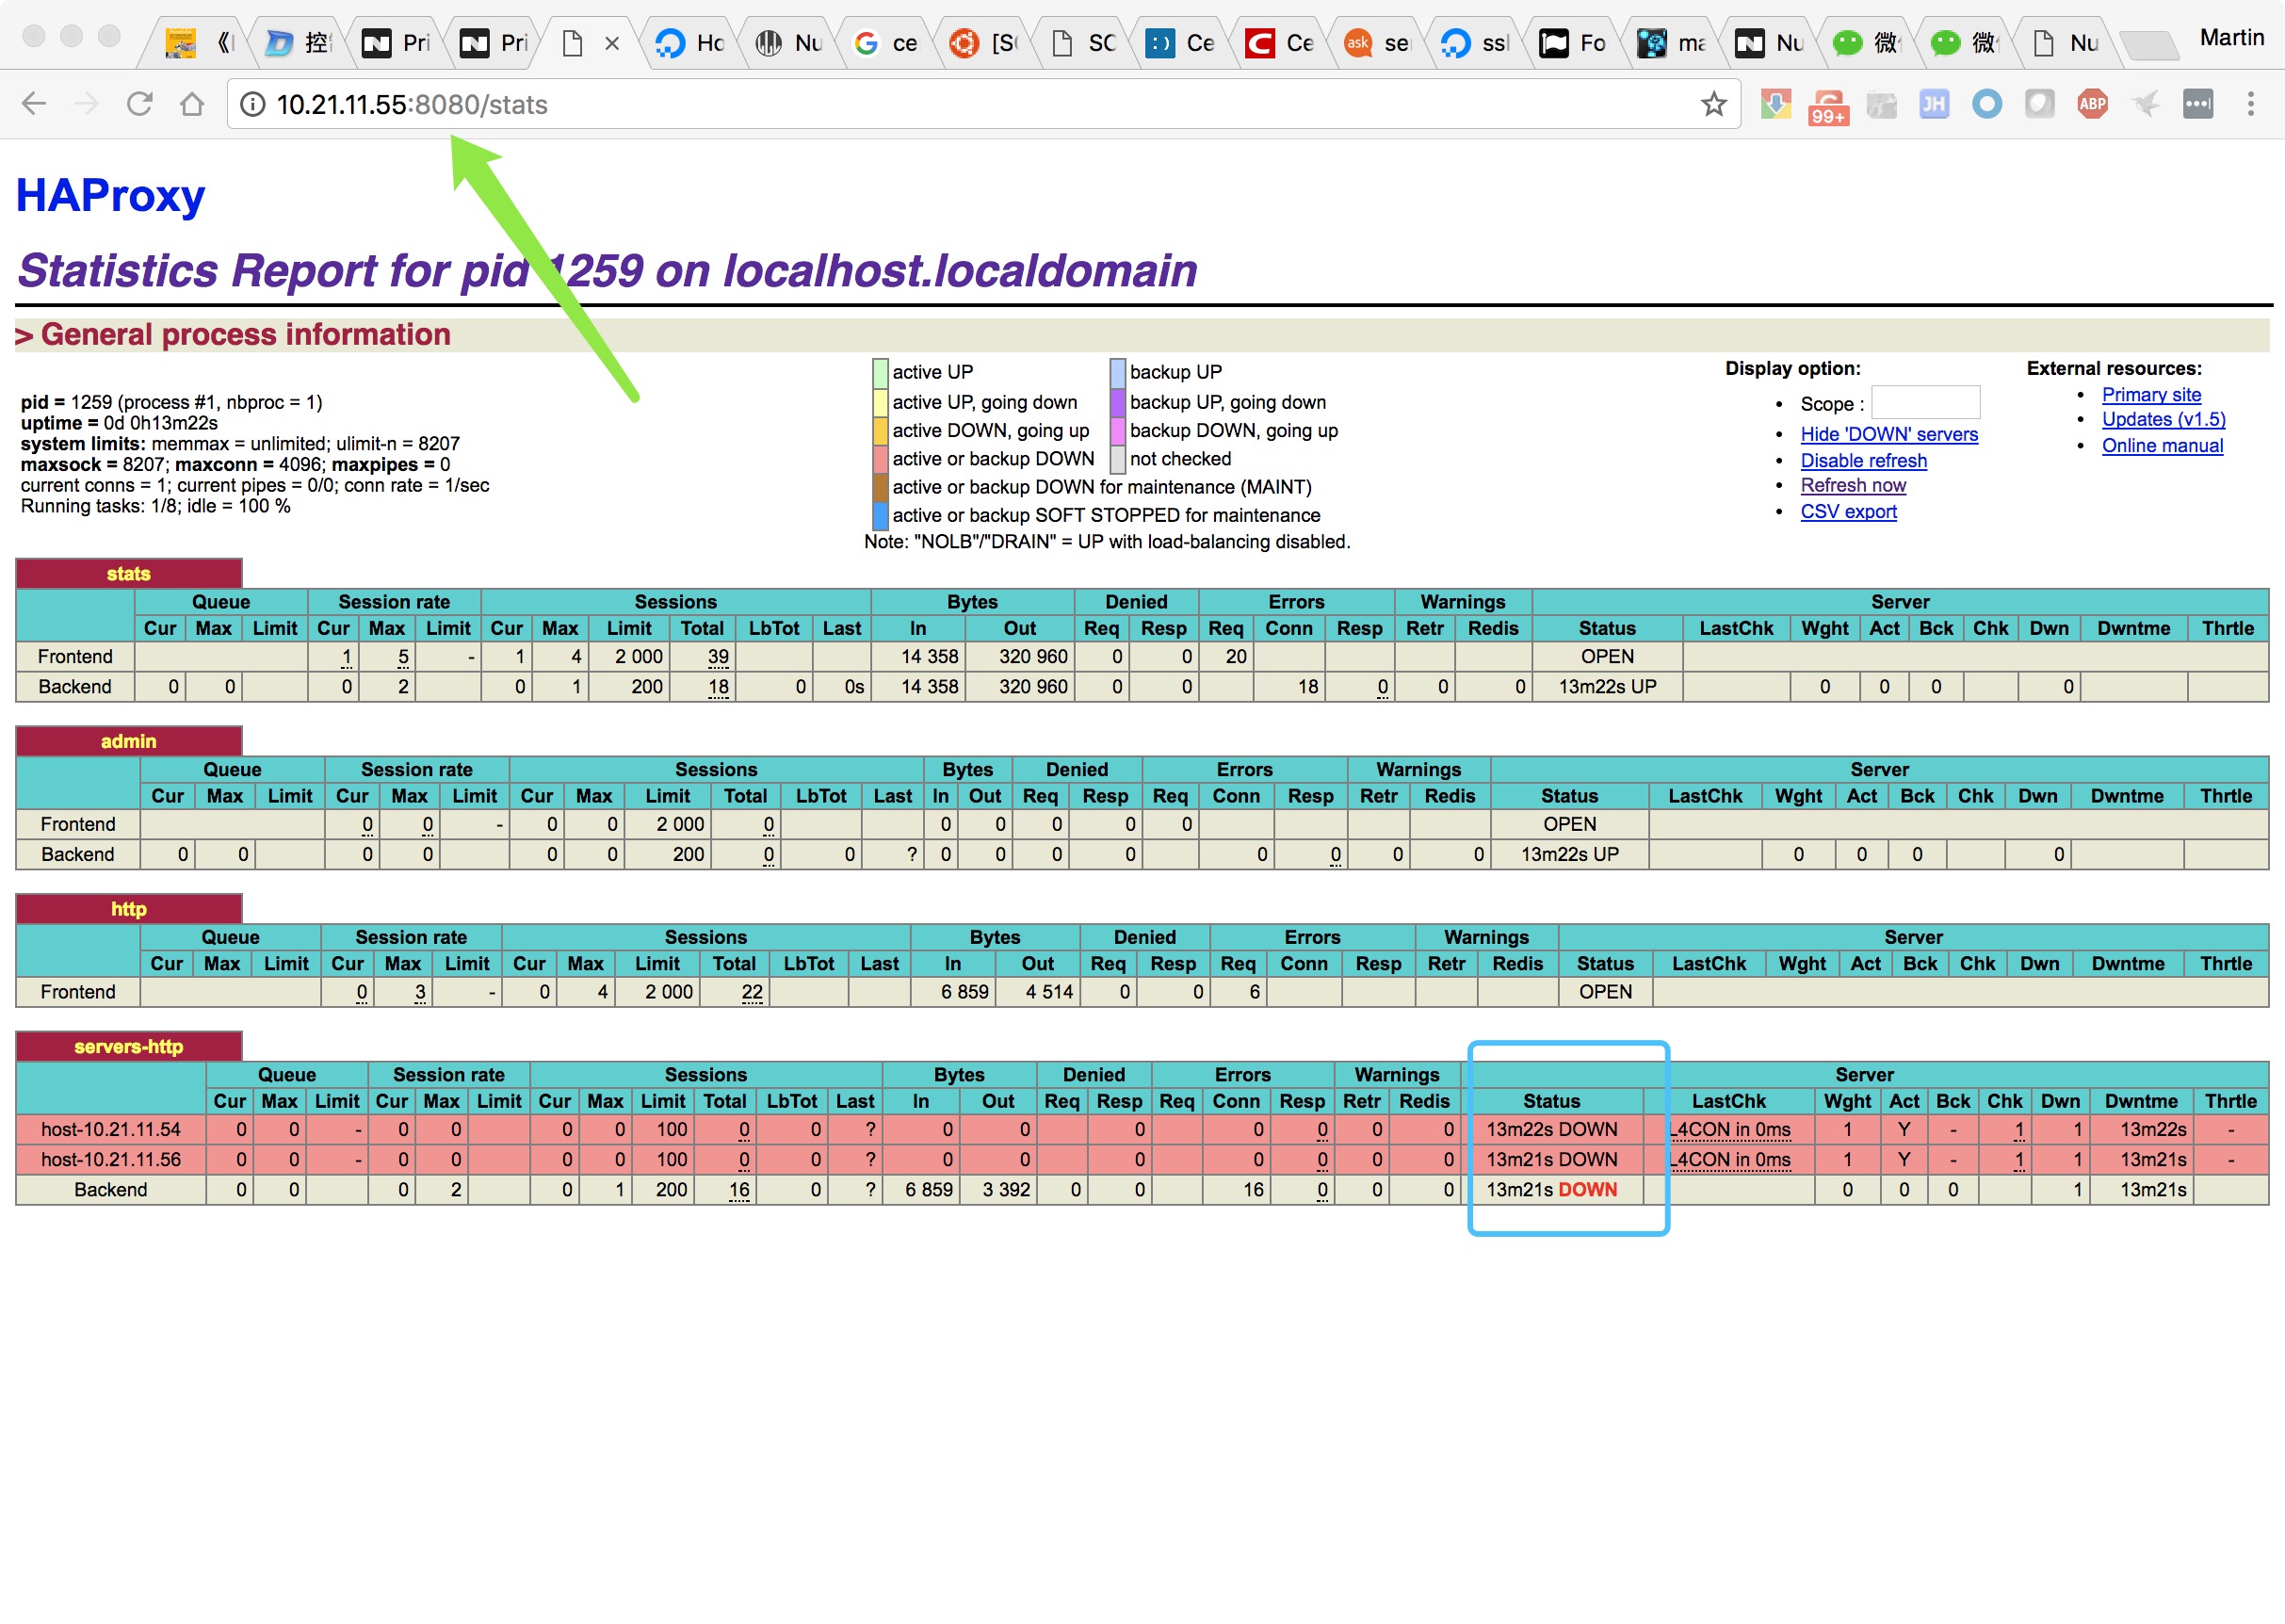 《
控
Pri
Pri
Ho
Nu
ce
[S
SC
Ce
Ce
se
ssl
Fo
ma
Nu
微
微
Nu
Martin
10.21.11.55:8080/stats
99+
JH
ABP
HAProxy
Statistics Report for pid 1259 on localhost.localdomain
> General process information
pid = 1259 (process #1, nbproc = 1)
uptime = 0d 0h13m22s
system limits: memmax = unlimited; ulimit-n = 8207
maxsock = 8207; maxconn = 4096; maxpipes = 0
current conns = 1; current pipes = 0/0; conn rate = 1/sec
Running tasks: 1/8; idle = 100 %
active UP backup UP
active UP, going down backup UP, going down
active DOWN, going up backup DOWN, going up
active or backup DOWN not checked
active or backup DOWN for maintenance (MAINT)
active or backup SOFT STOPPED for maintenance
Note: "NOLB"/"DRAIN" = UP with load-balancing disabled.
Display option:
Scope :
Hide 'DOWN' servers
Disable refresh
Refresh now
CSV export
External resources:
Primary site
Updates (v1.5)
Online manual
stats
Queue Session rate Sessions Bytes Denied Errors Warnings Server
Cur Max Limit Cur Max Limit Cur Max Limit Total LbTot Last In Out Req Resp Req Conn Resp Retr Redis Status LastChk Wght Act Bck Chk Dwn Dwntme Thrtle
Frontend 1 5 - 1 4 2 000 39 14 358 320 960 0 0 20 OPEN
Backend 0 0 0 2 0 1 200 18 0 0s 14 358 320 960 0 0 18 0 0 0 13m22s UP 0 0 0 0
admin
Queue Session rate Sessions Bytes Denied Errors Warnings Server
Cur Max Limit Cur Max Limit Cur Max Limit Total LbTot Last In Out Req Resp Req Conn Resp Retr Redis Status LastChk Wght Act Bck Chk Dwn Dwntme Thrtle
Frontend 0 0 - 0 0 2 000 0 0 0 0 0 0 OPEN
Backend 0 0 0 0 0 0 200 0 0 ? 0 0 0 0 0 0 0 0 13m22s UP 0 0 0 0
http
Queue Session rate Sessions Bytes Denied Errors Warnings Server
Cur Max Limit Cur Max Limit Cur Max Limit Total LbTot Last In Out Req Resp Req Conn Resp Retr Redis Status LastChk Wght Act Bck Chk Dwn Dwntme Thrtle
Frontend 0 3 - 0 4 2 000 22 6 859 4 514 0 0 6 OPEN
servers-http
Queue Session rate Sessions Bytes Denied Errors Warnings Server
Cur Max Limit Cur Max Limit Cur Max Limit Total LbTot Last In Out Req Resp Req Conn Resp Retr Redis Status LastChk Wght Act Bck Chk Dwn Dwntme Thrtle
host-10.21.11.54 0 0 - 0 0 0 0 100 0 0 ? 0 0 0 0 0 0 0 13m22s DOWN L4CON in 0ms 1 Y - 1 1 13m22s -
host-10.21.11.56 0 0 - 0 0 0 0 100 0 0 ? 0 0 0 0 0 0 0 13m21s DOWN L4CON in 0ms 1 Y - 1 1 13m21s -
Backend 0 0 0 2 0 1 200 16 0 ? 6 859 3 392 0 0 16 0 0 0 13m21s DOWN 0 0 0 1 13m21s